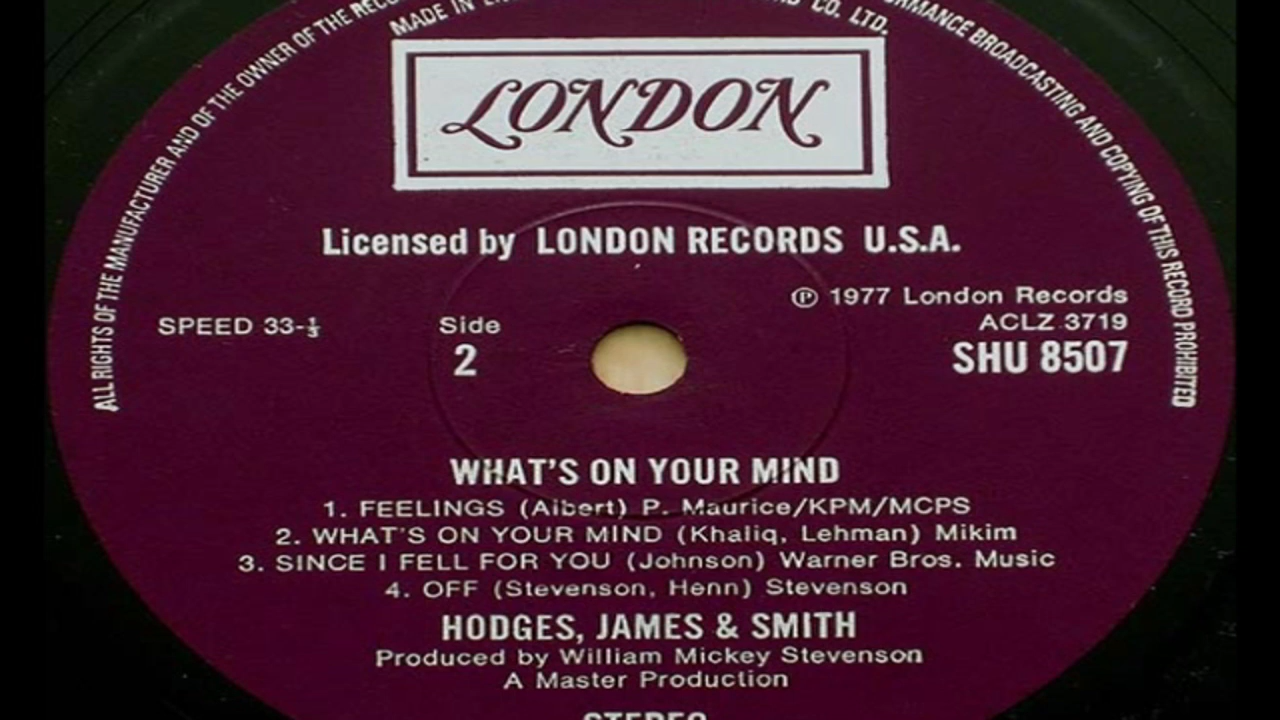 ALL RIGHTS OF THE MANUFACTURER AND OF THE OWNER OF THE
MADE IN
CO. LTD.
BROADCASTING AND COPYING OF THIS RECORD PROHIBITED
LONDON
Licensed by LONDON RECORDS U.S.A.
℗ 1977 London Records
SPEED 33-⅓
Side
ACLZ 3719
2
SHU 8507
WHAT'S ON YOUR MIND
1. FEELINGS (Albert) P. Maurice/KPM/MCPS
2. WHAT'S ON YOUR MIND (Khaliq, Lehman) Mikim
3. SINCE I FELL FOR YOU (Johnson) Warner Bros. Music
4. OFF (Stevenson, Henn) Stevenson
HODGES, JAMES & SMITH
Produced by William Mickey Stevenson
A Master Production
STEREO